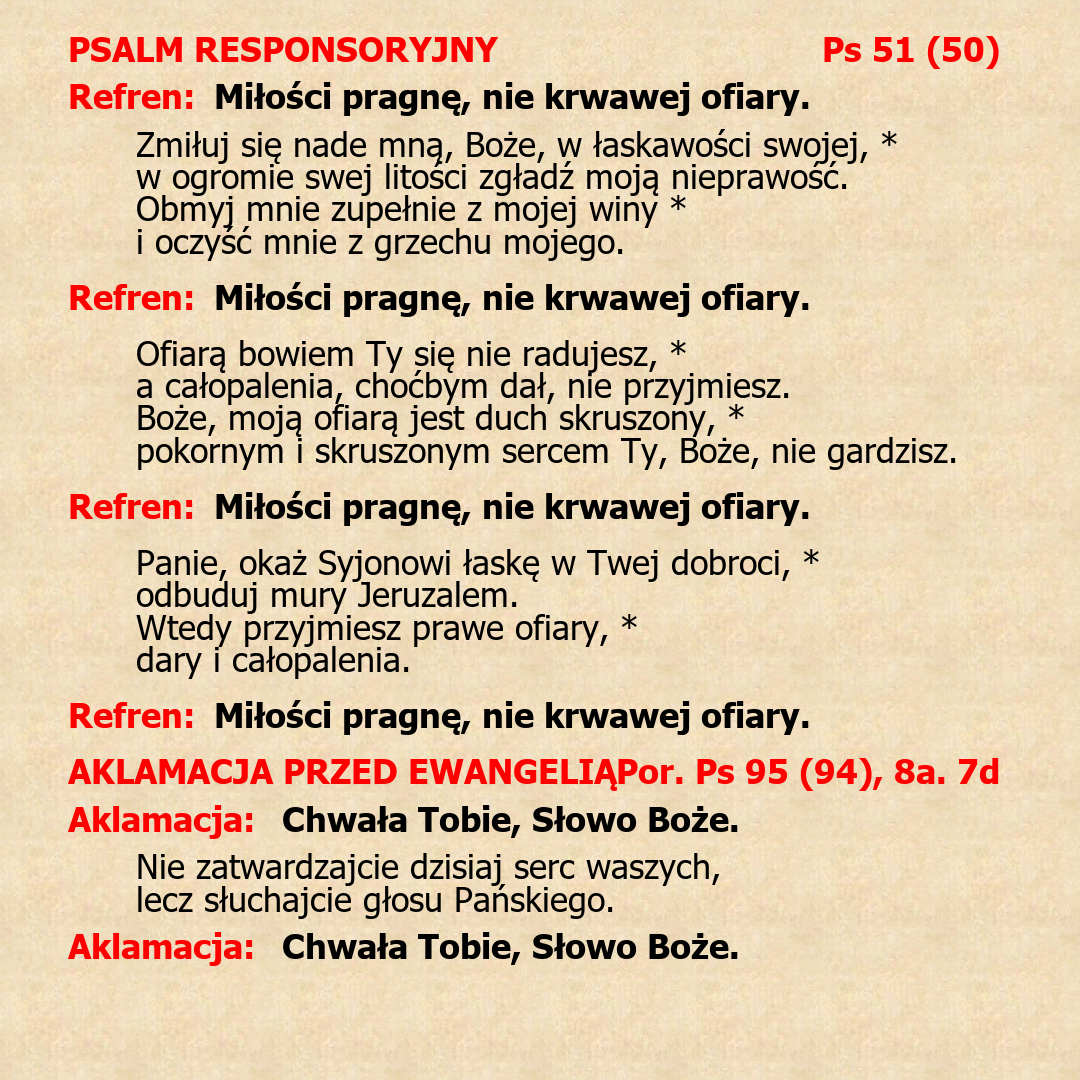 PSALM RESPONSORYJNY Ps 51 (50)
Refren: Miłości pragnę, nie krwawej ofiary.
Zmiłuj się nade mną, Boże, w łaskawości swojej, *
w ogromie swej litości zgładź moją nieprawość.
Obmyj mnie zupełnie z mojej winy *
i oczyść mnie z grzechu mojego.
Refren: Miłości pragnę, nie krwawej ofiary.
Ofiarą bowiem Ty się nie radujesz, *
a całopalenia, choćbym dał, nie przyjmiesz.
Boże, moją ofiarą jest duch skruszony, *
pokornym i skruszonym sercem Ty, Boże, nie gardzisz.
Refren: Miłości pragnę, nie krwawej ofiary.
Panie, okaż Syjonowi łaskę w Twej dobroci, *
odbuduj mury Jeruzalem.
Wtedy przyjmiesz prawe ofiary, *
dary i całopalenia.
Refren: Miłości pragnę, nie krwawej ofiary.
AKLAMACJA PRZED EWANGELIĄPor. Ps 95 (94), 8a. 7d
Aklamacja: Chwała Tobie, Słowo Boże.
Nie zatwardzajcie dzisiaj serc waszych,
lecz słuchajcie głosu Pańskiego.
Aklamacja: Chwała Tobie, Słowo Boże.